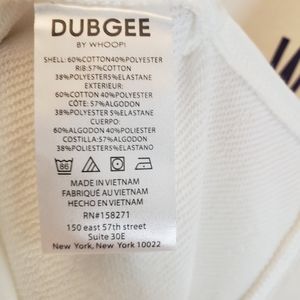 DUBGEE
BY WHOOPI
SHELL: 60%COTTON40%POLYESTER
RIB: 57%COTTON
38%POLYESTER5%ELASTANE
EXTERIEUR:
60%COTTON 40%POLYESTER
CÔTE: 57%ALGODON
38%POLYESTER 5%ELASTANE
CUERPO:
60%ALGODON 40%POLIESTER
COSTILLA: 57%ALGODON
38%POLIESTER5%ELASTANO
86
MADE IN VIETNAM
FABRIQUÉ AU VIETNAM
HECHO EN VIETNAM
RN#158271
150 east 57th street
Suite 30E
New York, New York 10022